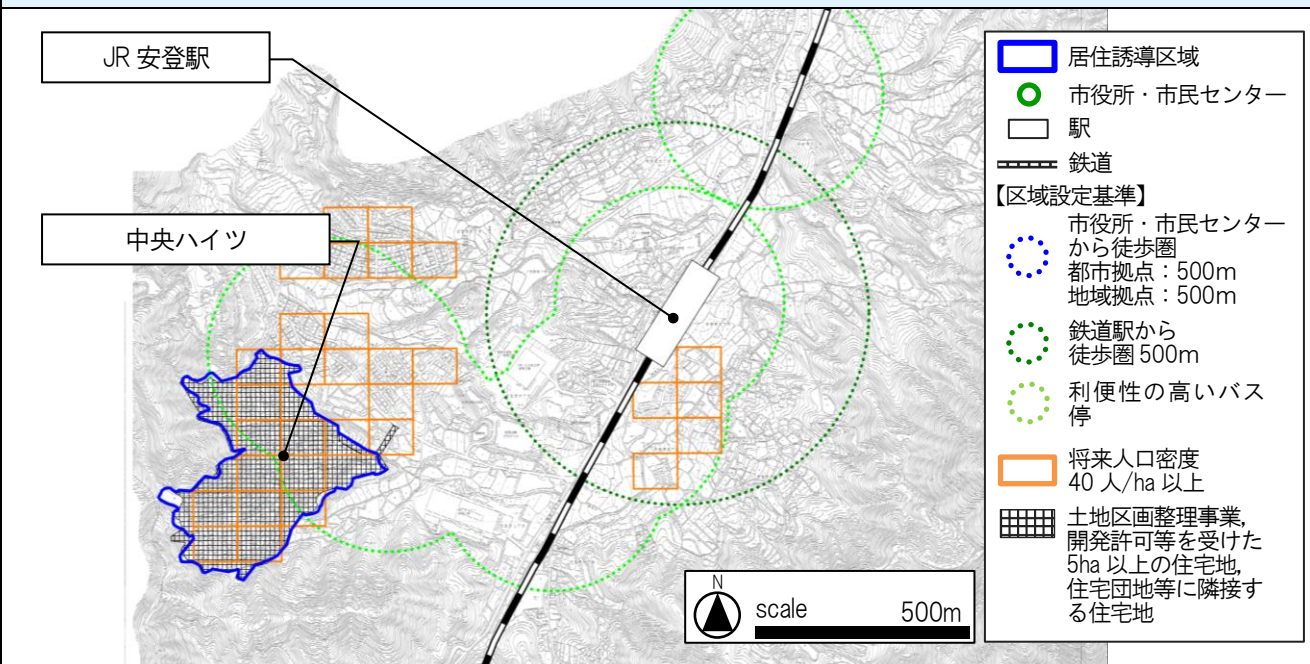 JR 安登駅
中央ハイツ
居住誘導区域
市役所・市民センター
駅
鉄道
【区域設定基準】
市役所・市民センター
から徒歩圏
都市拠点：500m
地域拠点：500m
鉄道駅から
徒歩圏 500m
利便性の高いバス
停
将来人口密度
40 人/ha 以上
土地区画整理事業，
開発許可等を受けた
5ha 以上の住宅地，
住宅団地等に隣接す
る住宅地
N
scale 500m